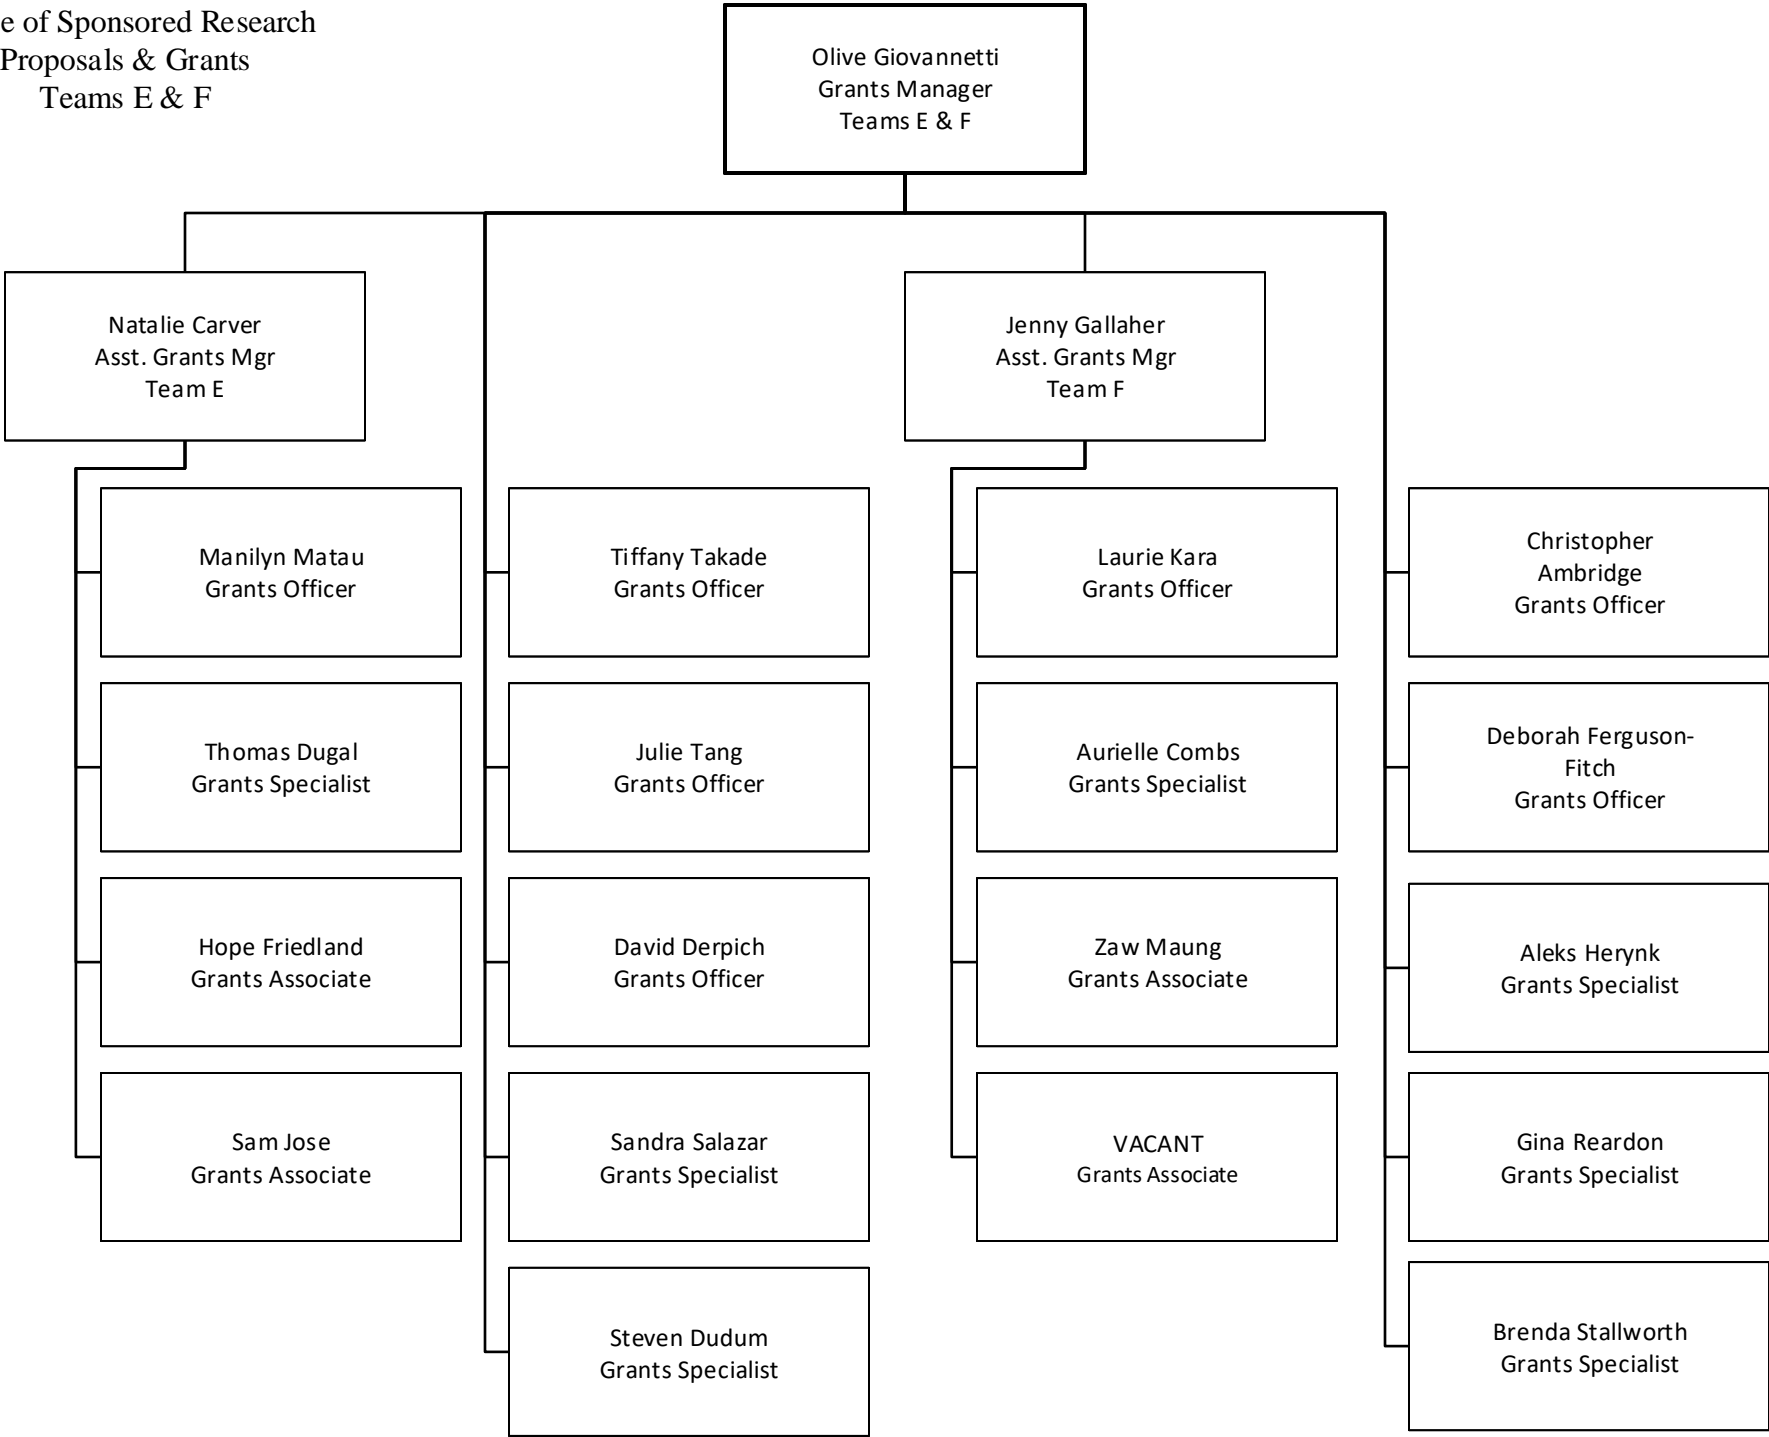 e of Sponsored Research
Proposals & Grants
Teams E & F
Olive Giovannetti
Grants Manager
Teams E & F
Natalie Carver
Asst. Grants Mgr
Team E
Jenny Gallaher
Asst. Grants Mgr
Team F
Manilyn Matau
Grants Officer
Tiffany Takade
Grants Officer
Laurie Kara
Grants Officer
Christopher
Ambridge
Grants Officer
Thomas Dugal
Grants Specialist
Julie Tang
Grants Officer
Aurielle Combs
Grants Specialist
Deborah Ferguson-
Fitch
Grants Officer
Hope Friedland
Grants Associate
David Derpich
Grants Officer
Zaw Maung
Grants Associate
Aleks Herynk
Grants Specialist
Sam Jose
Grants Associate
Sandra Salazar
Grants Specialist
VACANT
Grants Associate
Gina Reardon
Grants Specialist
Steven Dudum
Grants Specialist
Brenda Stallworth
Grants Specialist